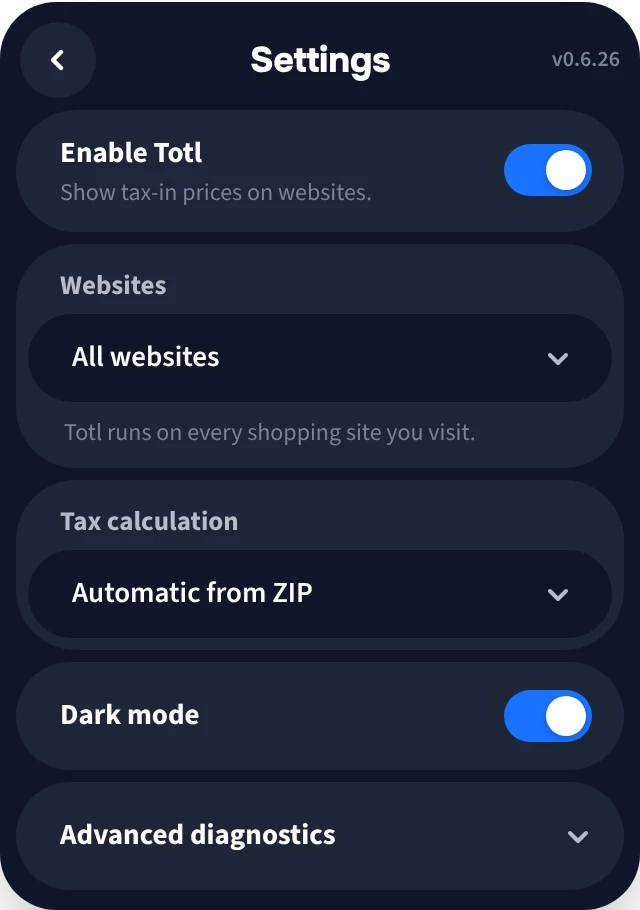 Settings
v0.6.26
Enable Totl
Show tax-in prices on websites.
Websites
All websites
Totl runs on every shopping site you visit.
Tax calculation
Automatic from ZIP
Dark mode
Advanced diagnostics